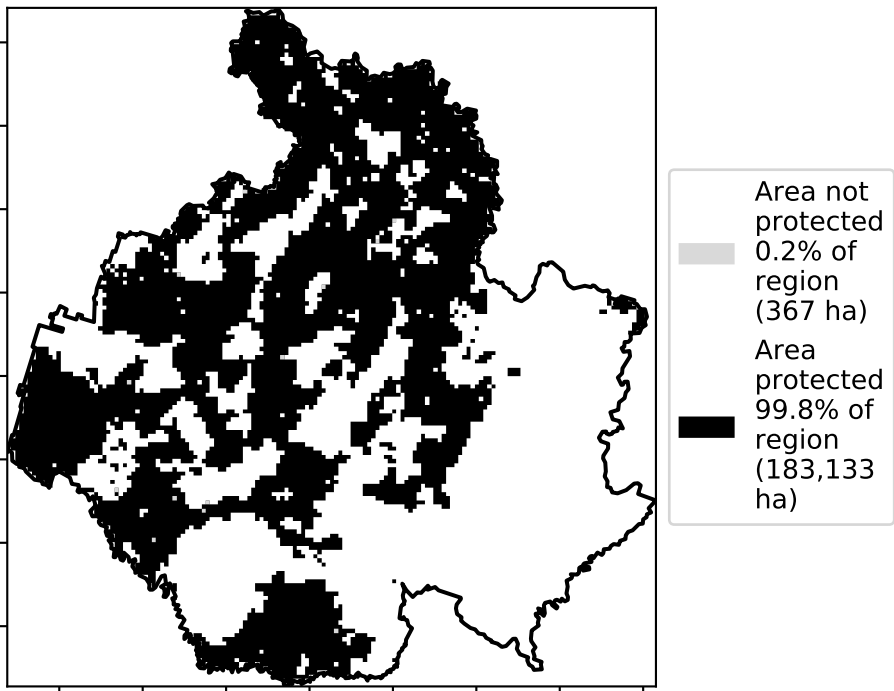 Area not
protected
0.2% of
region
(367 ha)
Area
protected
99.8% of
region
(183,133
ha)